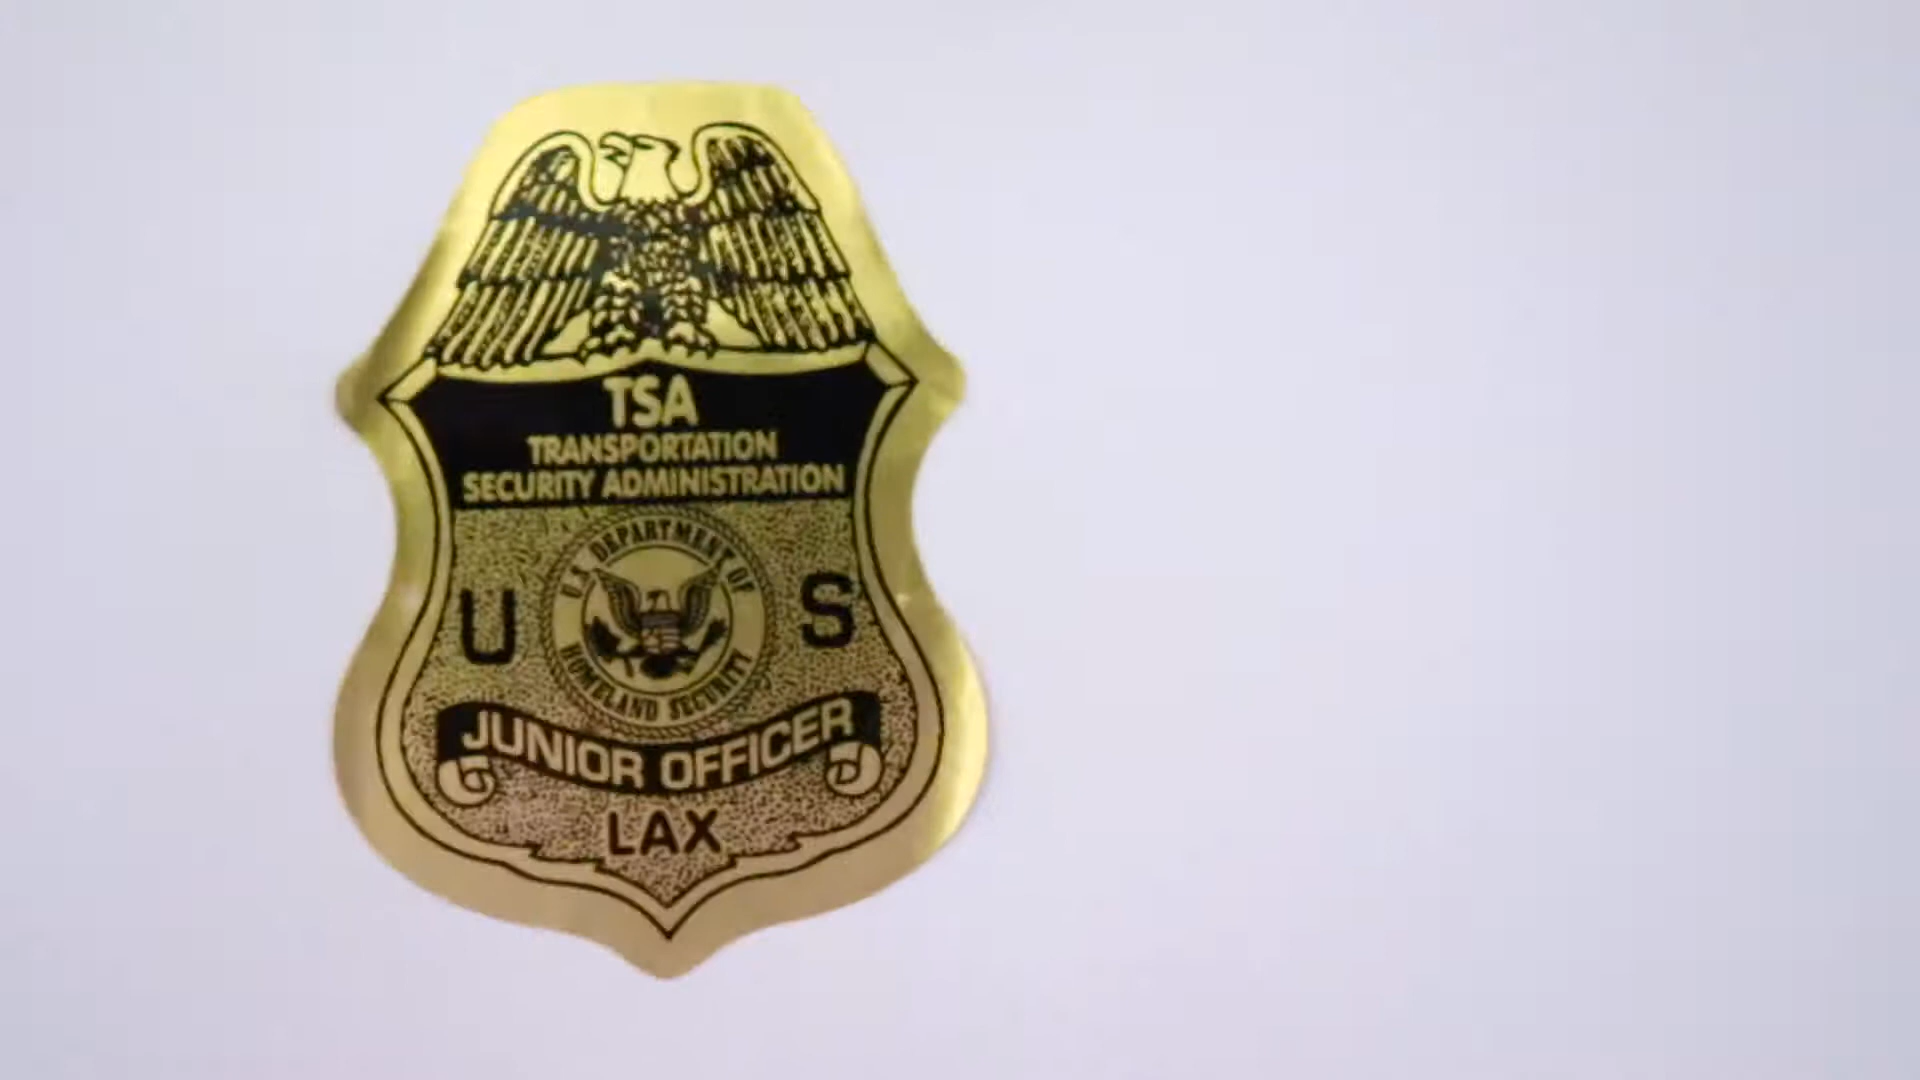 TSA
TRANSPORTATION
SECURITY ADMINISTRATION
U.S. DEPARTMENT OF
HOMELAND SECURITY
U S
JUNIOR OFFICER
LAX